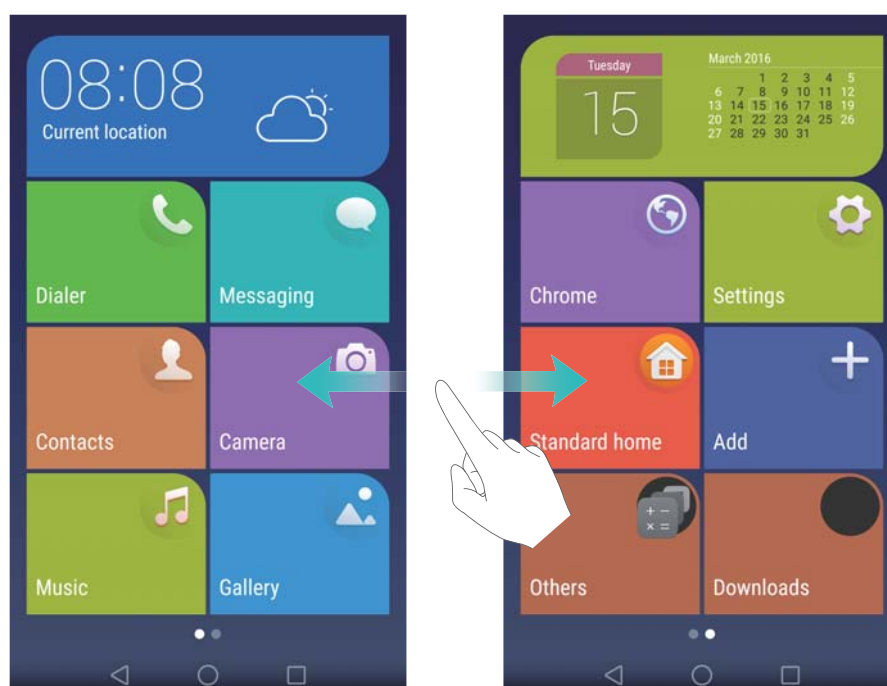 08:08
Current location
Dialer
Messaging
Contacts
Camera
Music
Gallery
Tuesday
15
March 2016
1 2 3 4 5
6 7 8 9 10 11 12
13 14 15 16 17 18 19
20 21 22 23 24 25 26
27 28 29 30 31
Chrome
Settings
Standard home
Add
Others
Downloads